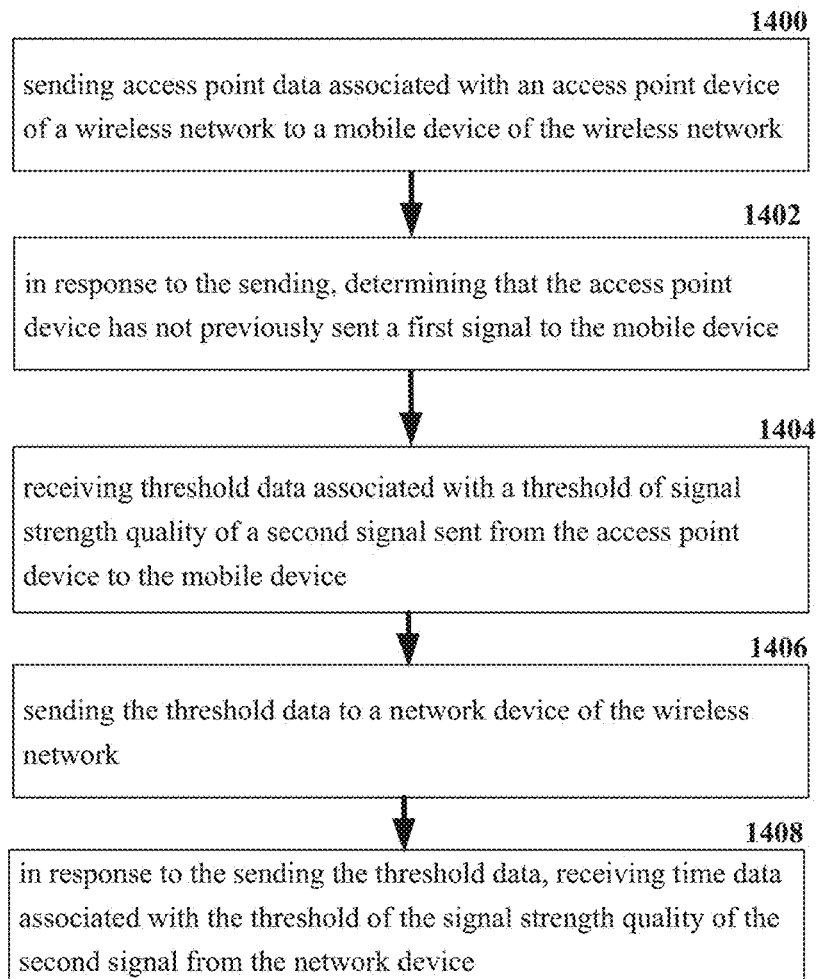 1400
sending access point data associated with an access point device
of a wireless network to a mobile device of the wireless network
1402
in response to the sending, determining that the access point
device has not previously sent a first signal to the mobile device
1404
receiving threshold data associated with a threshold of signal
strength quality of a second signal sent from the access point
device to the mobile device
1406
sending the threshold data to a network device of the wireless
network
1408
in response to the sending the threshold data, receiving time data
associated with the threshold of the signal strength quality of the
second signal from the network device